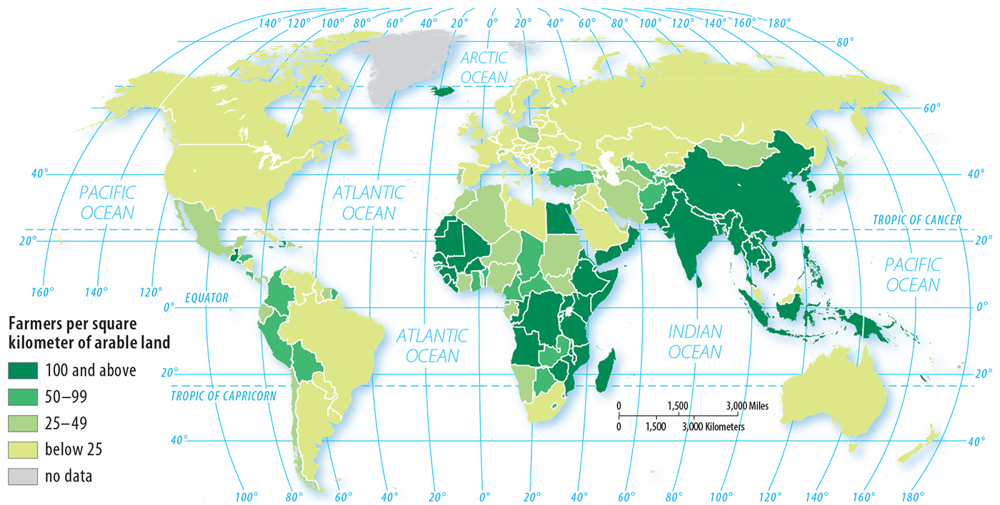 140° 120° 100° 80° 60° 40° 20° 0° 20° 40° 60° 80° 100° 120° 140° 160° 180°
80°
ARCTIC
OCEAN
60°
40° 40°
PACIFIC
OCEAN
ATLANTIC
OCEAN
TROPIC OF CANCER
20° 20°
PACIFIC
OCEAN
160° 140° 120°
EQUATOR
0° 0°
ATLANTIC
OCEAN
INDIAN
OCEAN
Farmers per square
kilometer of arable land
100 and above
50–99
25–49
below 25
no data
20° 20°
TROPIC OF CAPRICORN
0 1,500 3,000 Miles
0 1,500 3,000 Kilometers
40° 40°
100° 80° 60° 40° 20° 0° 20° 40° 60° 80° 100° 120° 140° 160° 180°